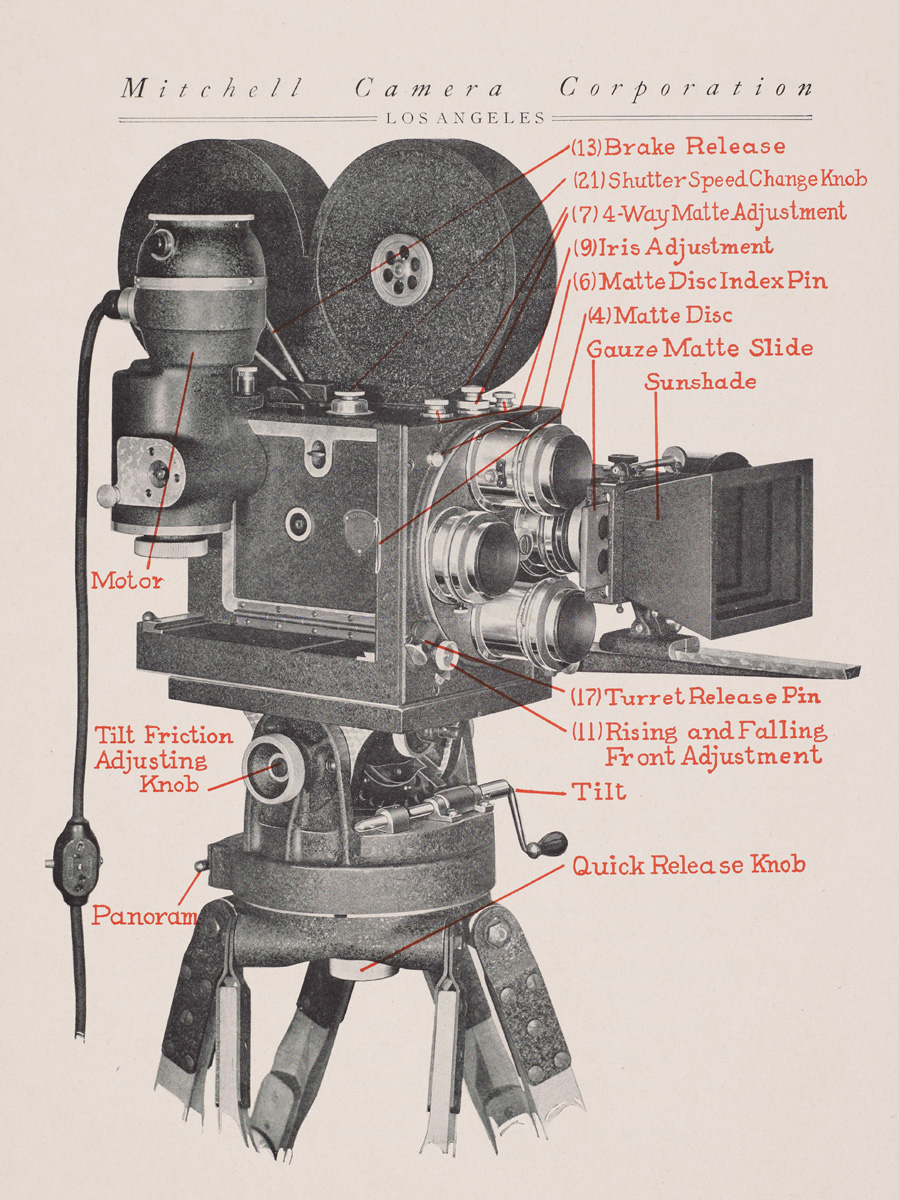 Mitchell Camera Corporation
LOS ANGELES
(13) Brake Release
(21) Shutter Speed Change Knob
(7) 4-Way Matte Adjustment
(9) Iris Adjustment
(6) Matte Disc Index Pin
(4) Matte Disc
Gauze Matte Slide
Sunshade
Motor
(17) Turret Release Pin
(11) Rising and Falling
Front Adjustment
Tilt Friction
Adjusting
Knob
Tilt
Quick Release Knob
Panoram